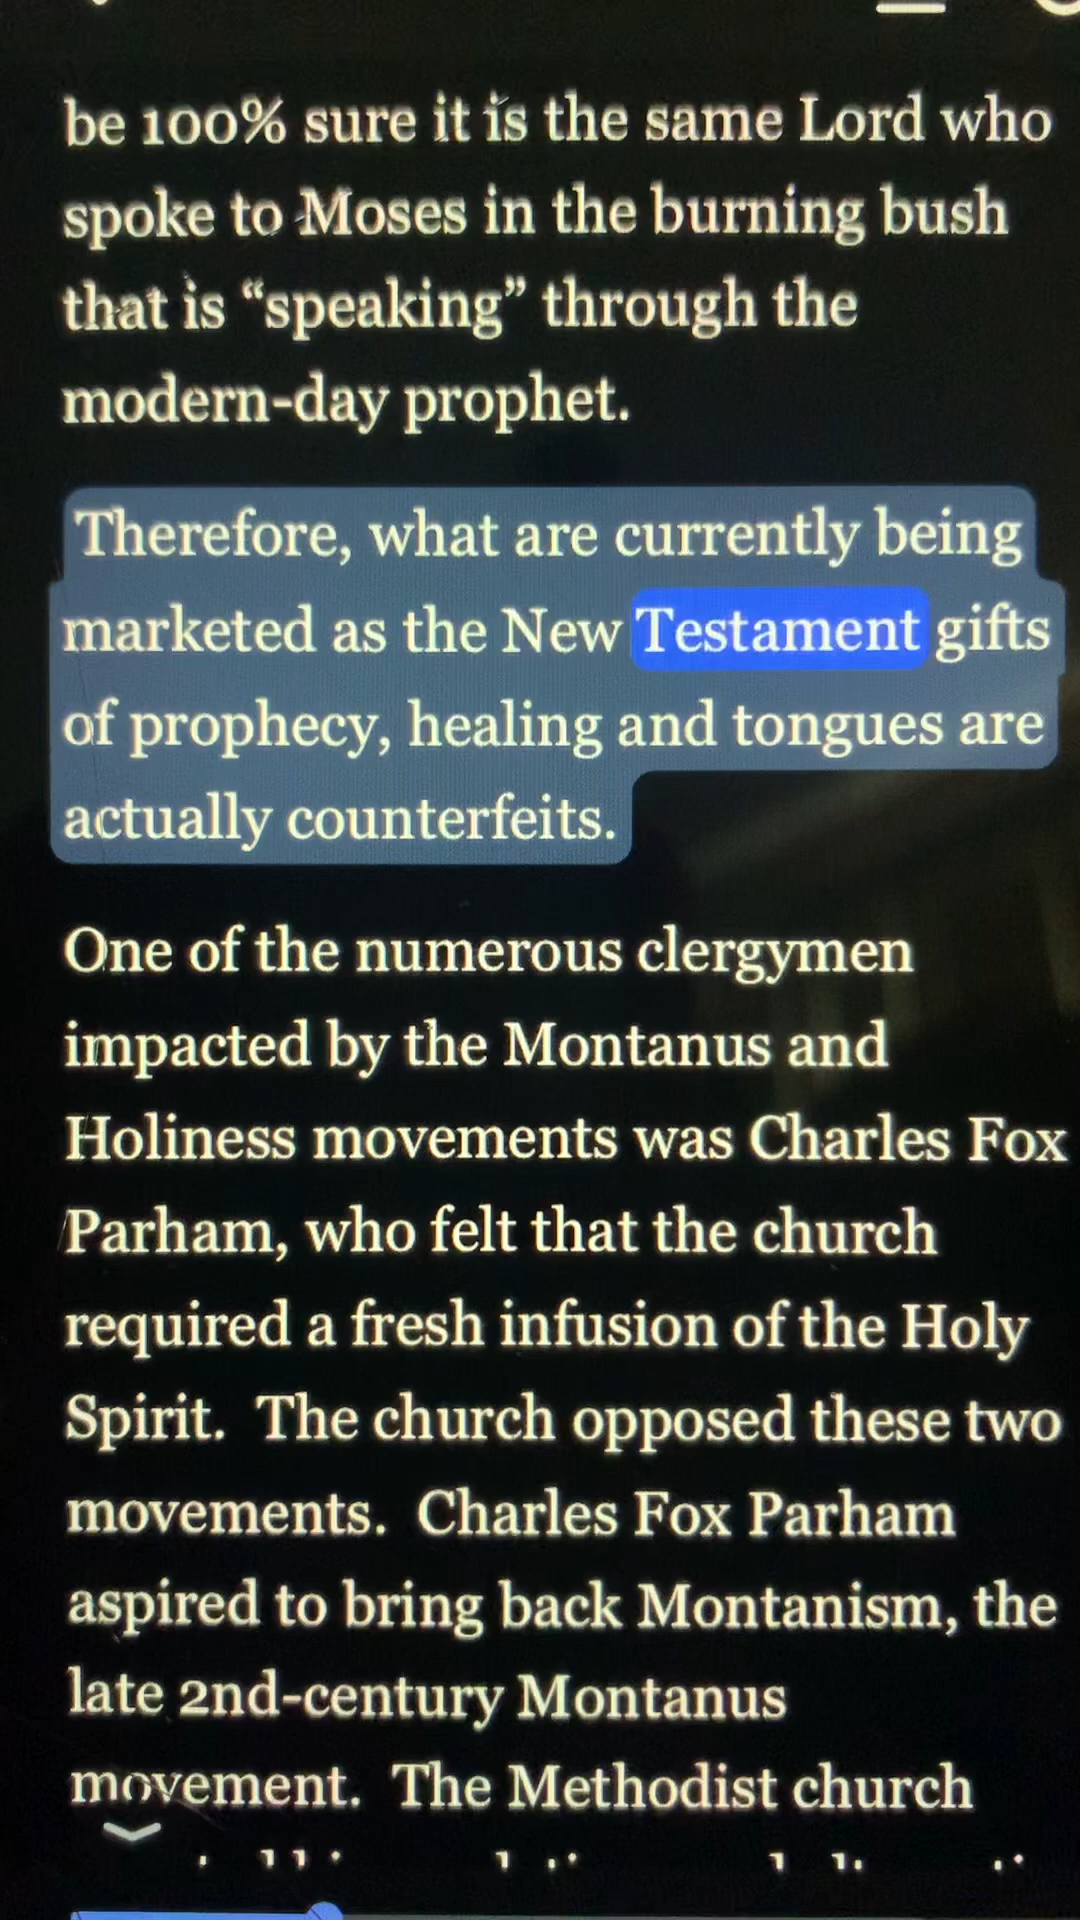 be 100% sure it is the same Lord who
spoke to Moses in the burning bush
that is “speaking” through the
modern-day prophet.
Therefore, what are currently being
marketed as the New Testament gifts
of prophecy, healing and tongues are
actually counterfeits.
One of the numerous clergymen
impacted by the Montanus and
Holiness movements was Charles Fox
Parham, who felt that the church
required a fresh infusion of the Holy
Spirit.  The church opposed these two
movements.  Charles Fox Parham
aspired to bring back Montanism, the
late 2nd-century Montanus
movement.  The Methodist church